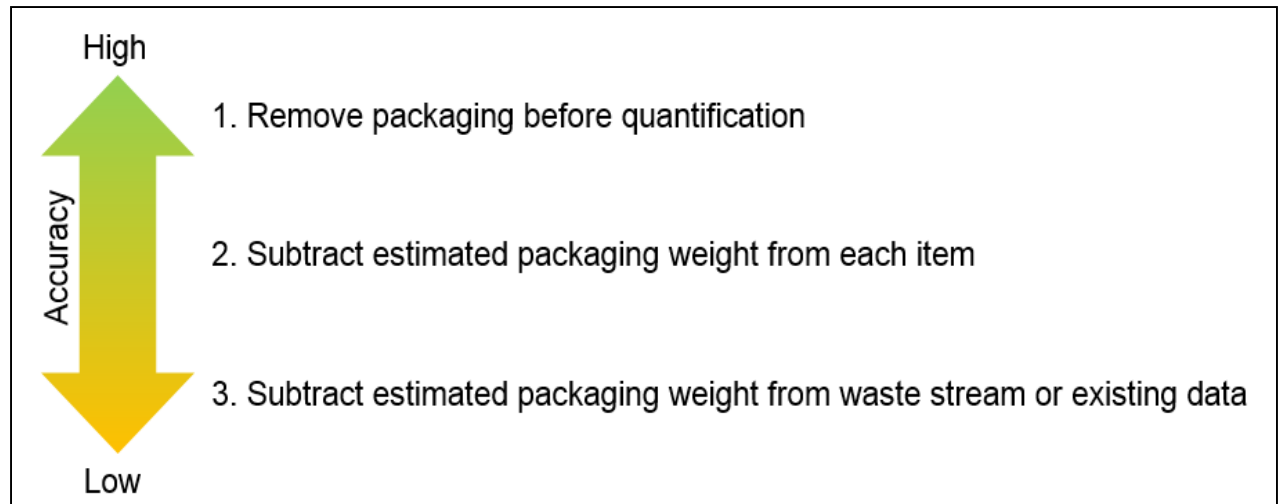 High
1. Remove packaging before quantification
Accuracy
2. Subtract estimated packaging weight from each item
3. Subtract estimated packaging weight from waste stream or existing data
Low